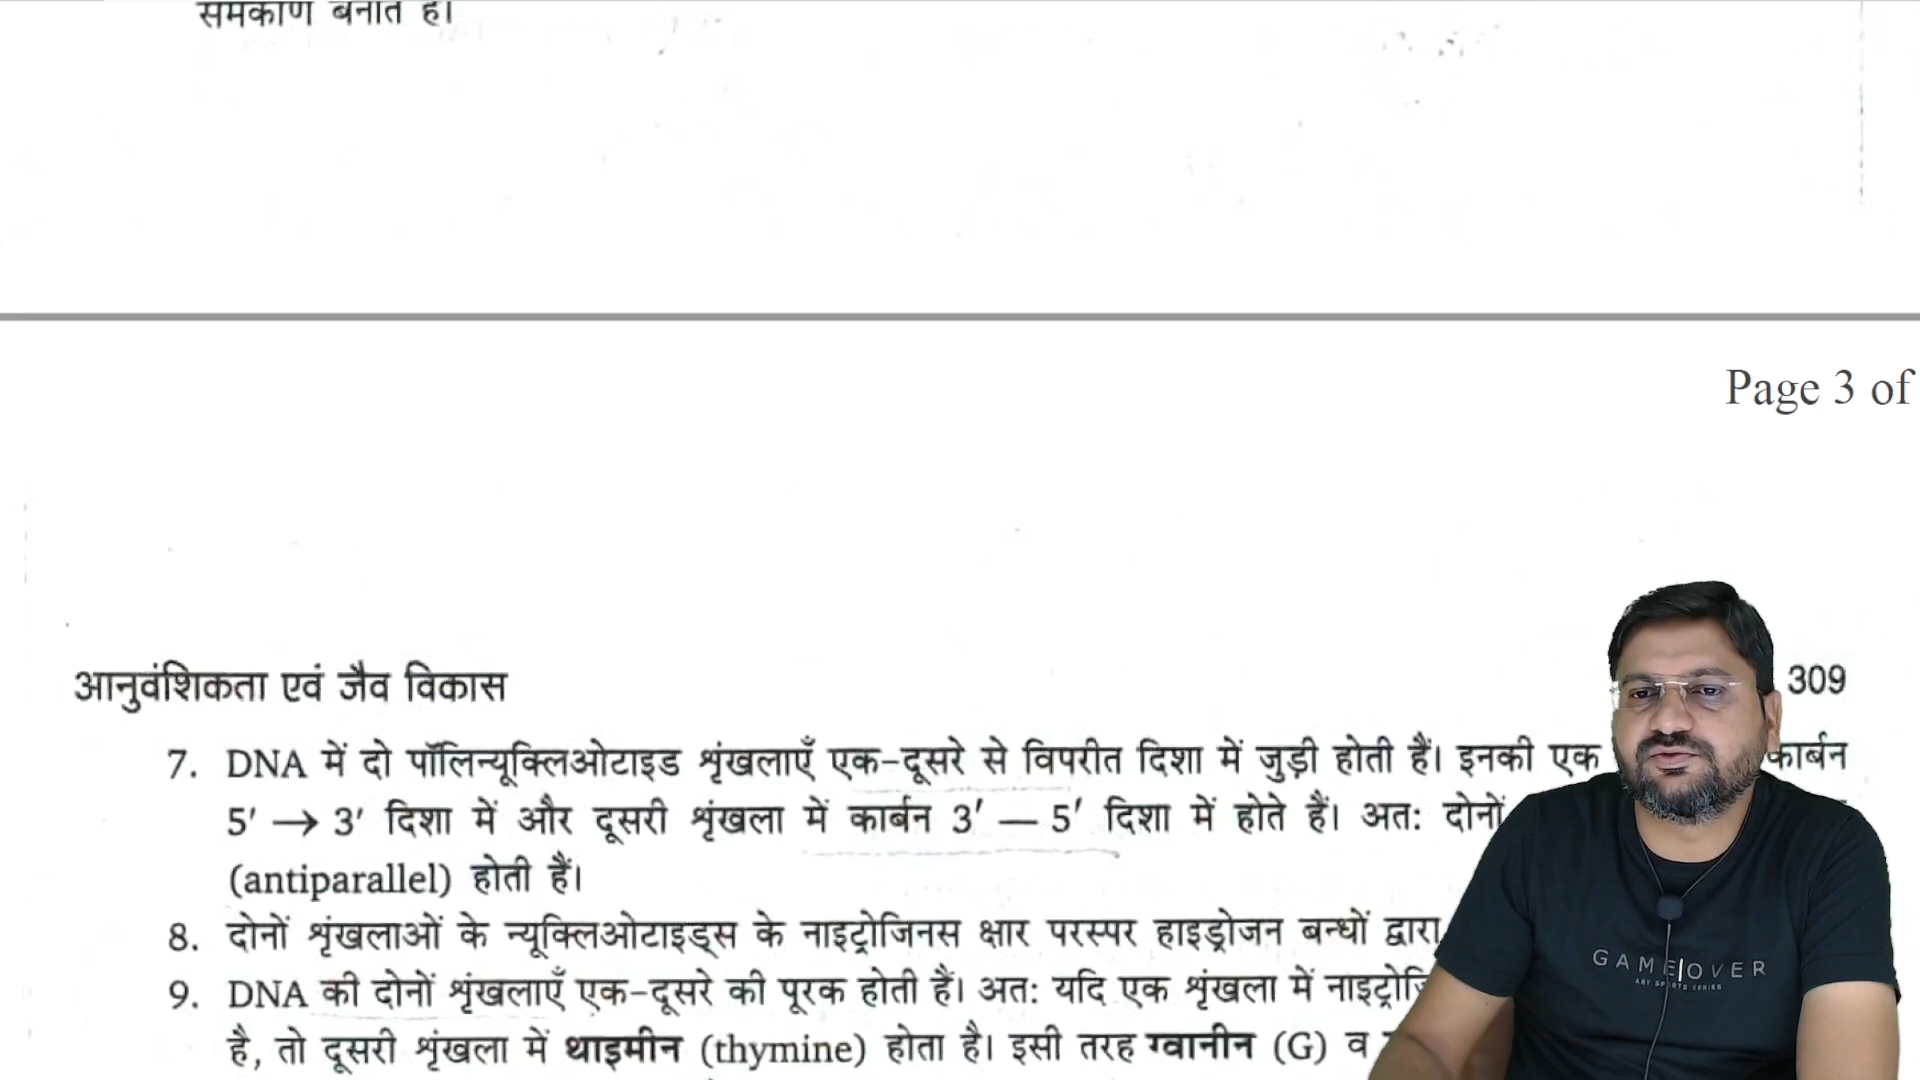 समकोण बनाते हैं।
Page 3 of
आनुवंशिकता एवं जैव विकास
309
7. DNA में दो पॉलिन्यूक्लिओटाइड शृंखलाएँ एक-दूसरे से विपरीत दिशा में जुड़ी होती हैं। इनकी एक कार्बन
5′ → 3′ दिशा में और दूसरी शृंखला में कार्बन 3′ — 5′ दिशा में होते हैं। अत: दोनों
(antiparallel) होती हैं।
8. दोनों शृंखलाओं के न्यूक्लिओटाइड्स के नाइट्रोजिनस क्षार परस्पर हाइड्रोजन बन्धों द्वारा
9. DNA की दोनों शृंखलाएँ एक-दूसरे की पूरक होती हैं। अत: यदि एक शृंखला में
है, तो दूसरी शृंखला में थाइमीन (thymine) होता है। इसी तरह ग्वानीन (G) व
GAME|OVER